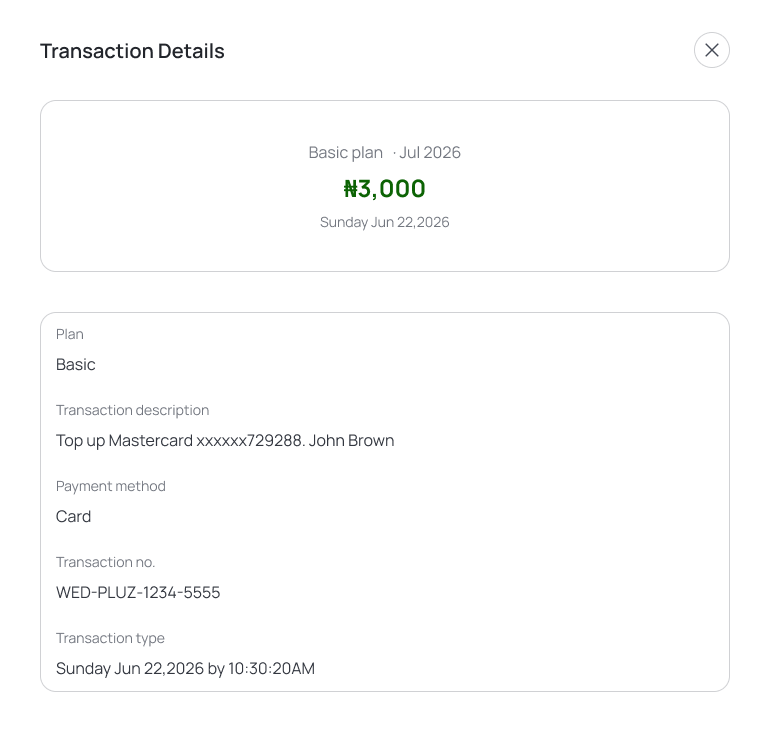 Transaction Details
Basic plan · Jul 2026
₦3,000
Sunday Jun 22,2026
Plan
Basic
Transaction description
Top up Mastercard xxxxxx729288. John Brown
Payment method
Card
Transaction no.
WED-PLUZ-1234-5555
Transaction type
Sunday Jun 22,2026 by 10:30:20AM